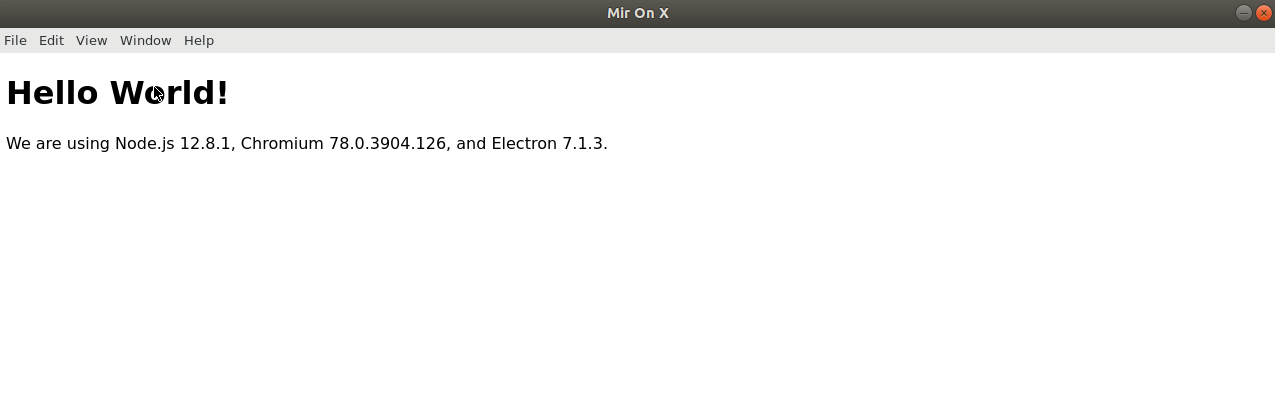 Mir On X
File Edit View Window Help
Hello World!
We are using Node.js 12.8.1, Chromium 78.0.3904.126, and Electron 7.1.3.